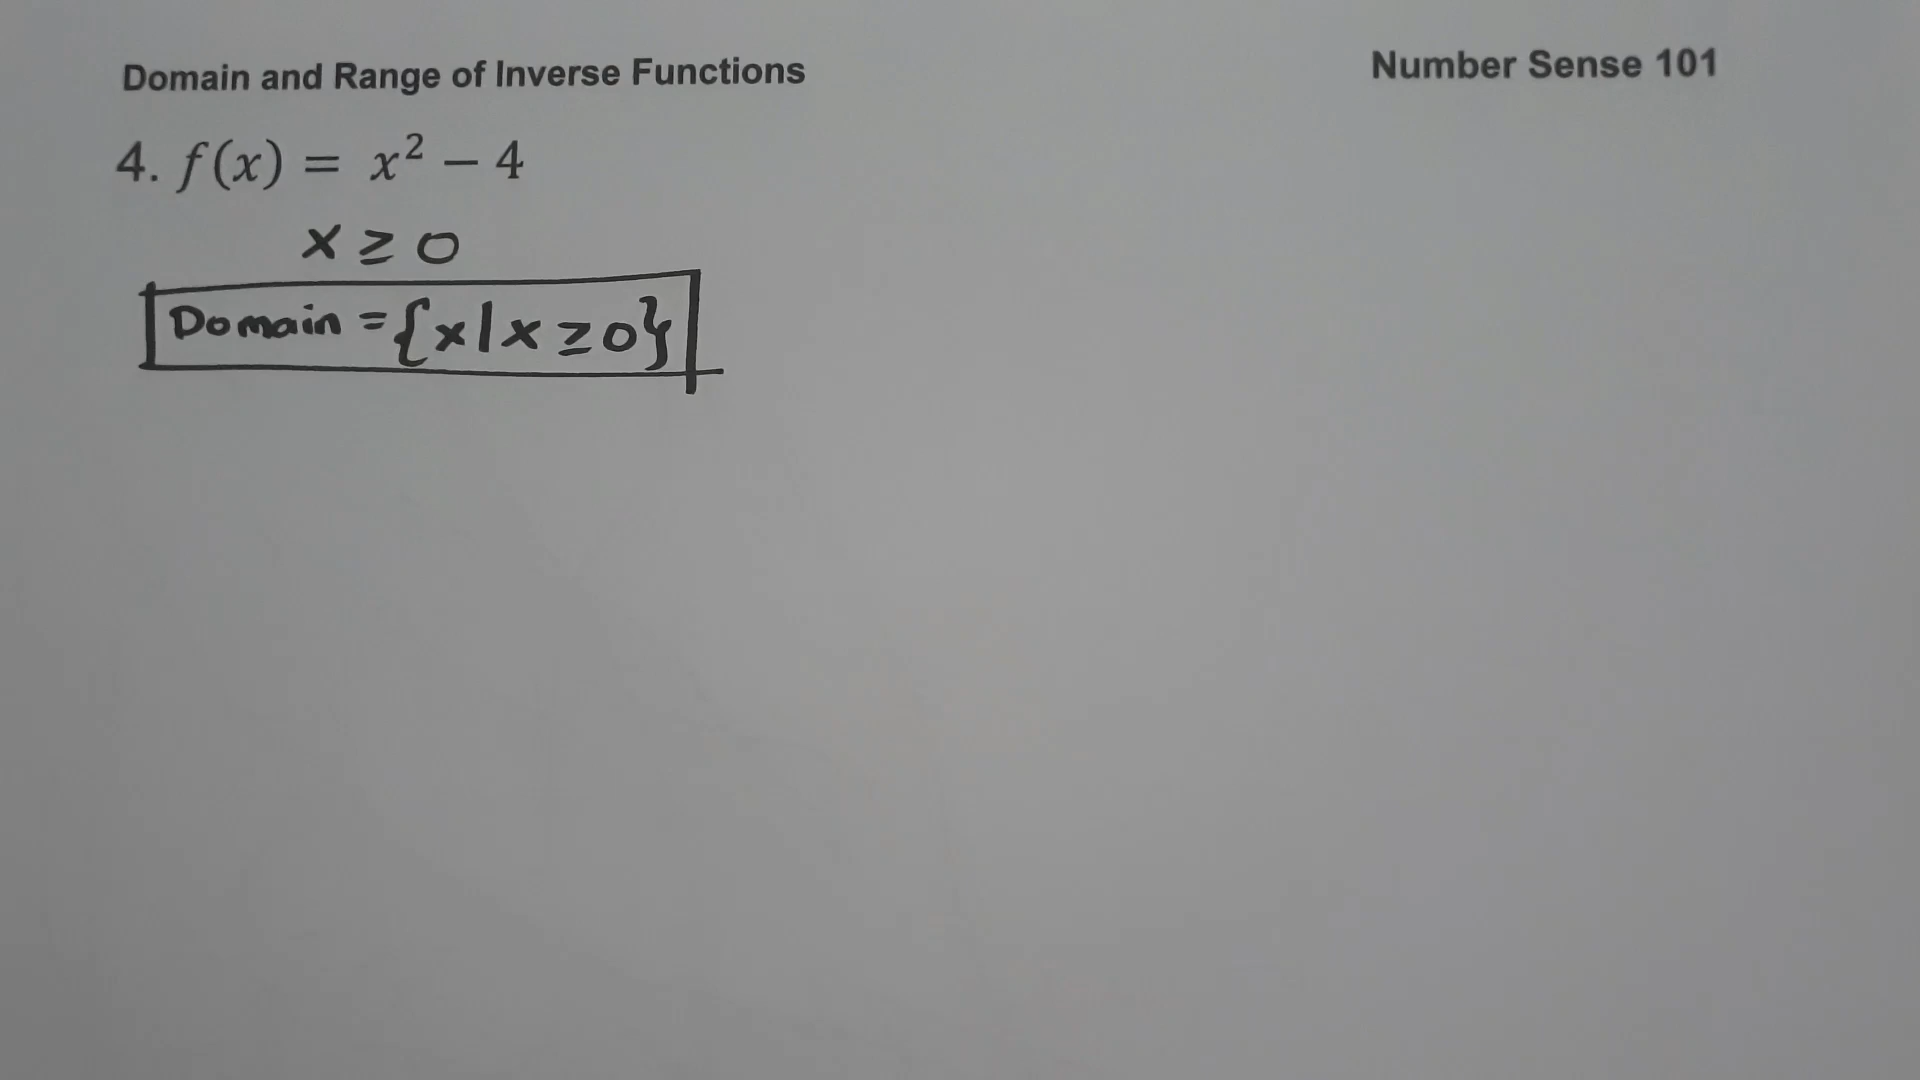 Domain and Range of Inverse Functions
Number Sense 101
4. f(x) = x² − 4
x ≥ 0
Domain = {x|x ≥ 0}